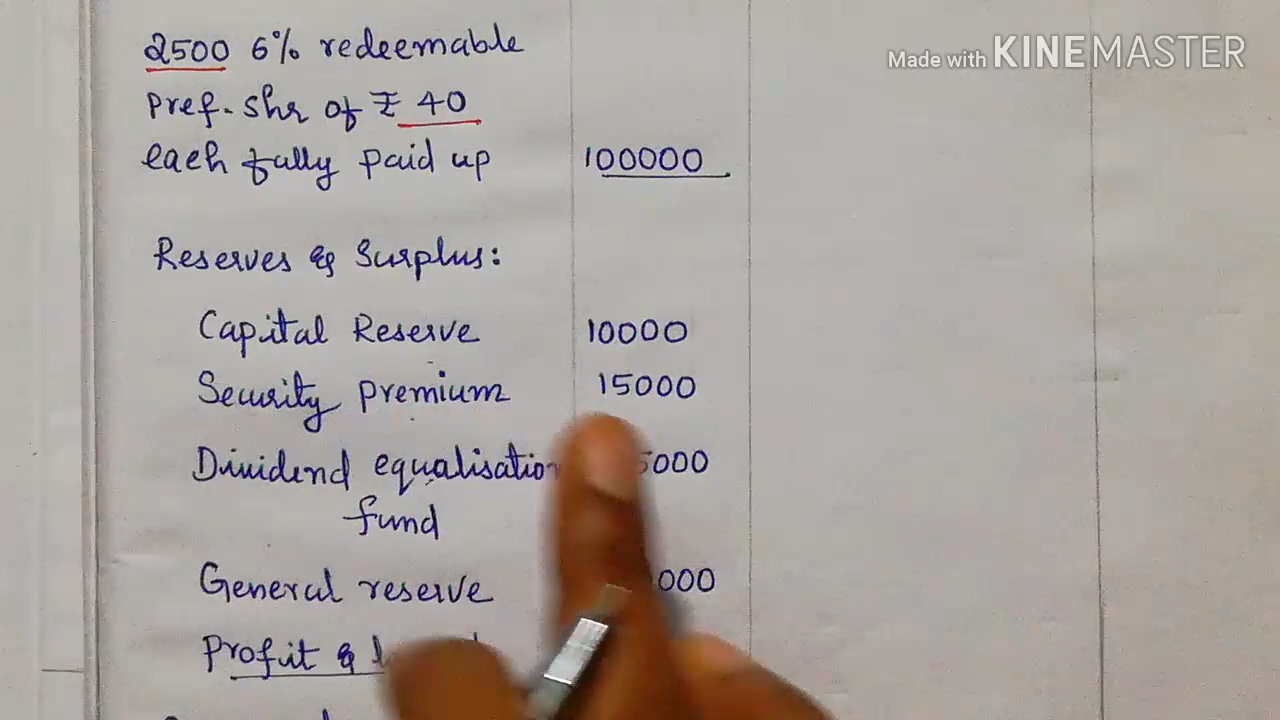 Made with KINEMASTER
2500 6% redeemable
Pref. Shr of ₹ 40
each fully paid up 100000
Reserves & Surplus:
Capital Reserve 10000
Security premium 15000
Dividend equalisation
fund
General reserve
Profit &